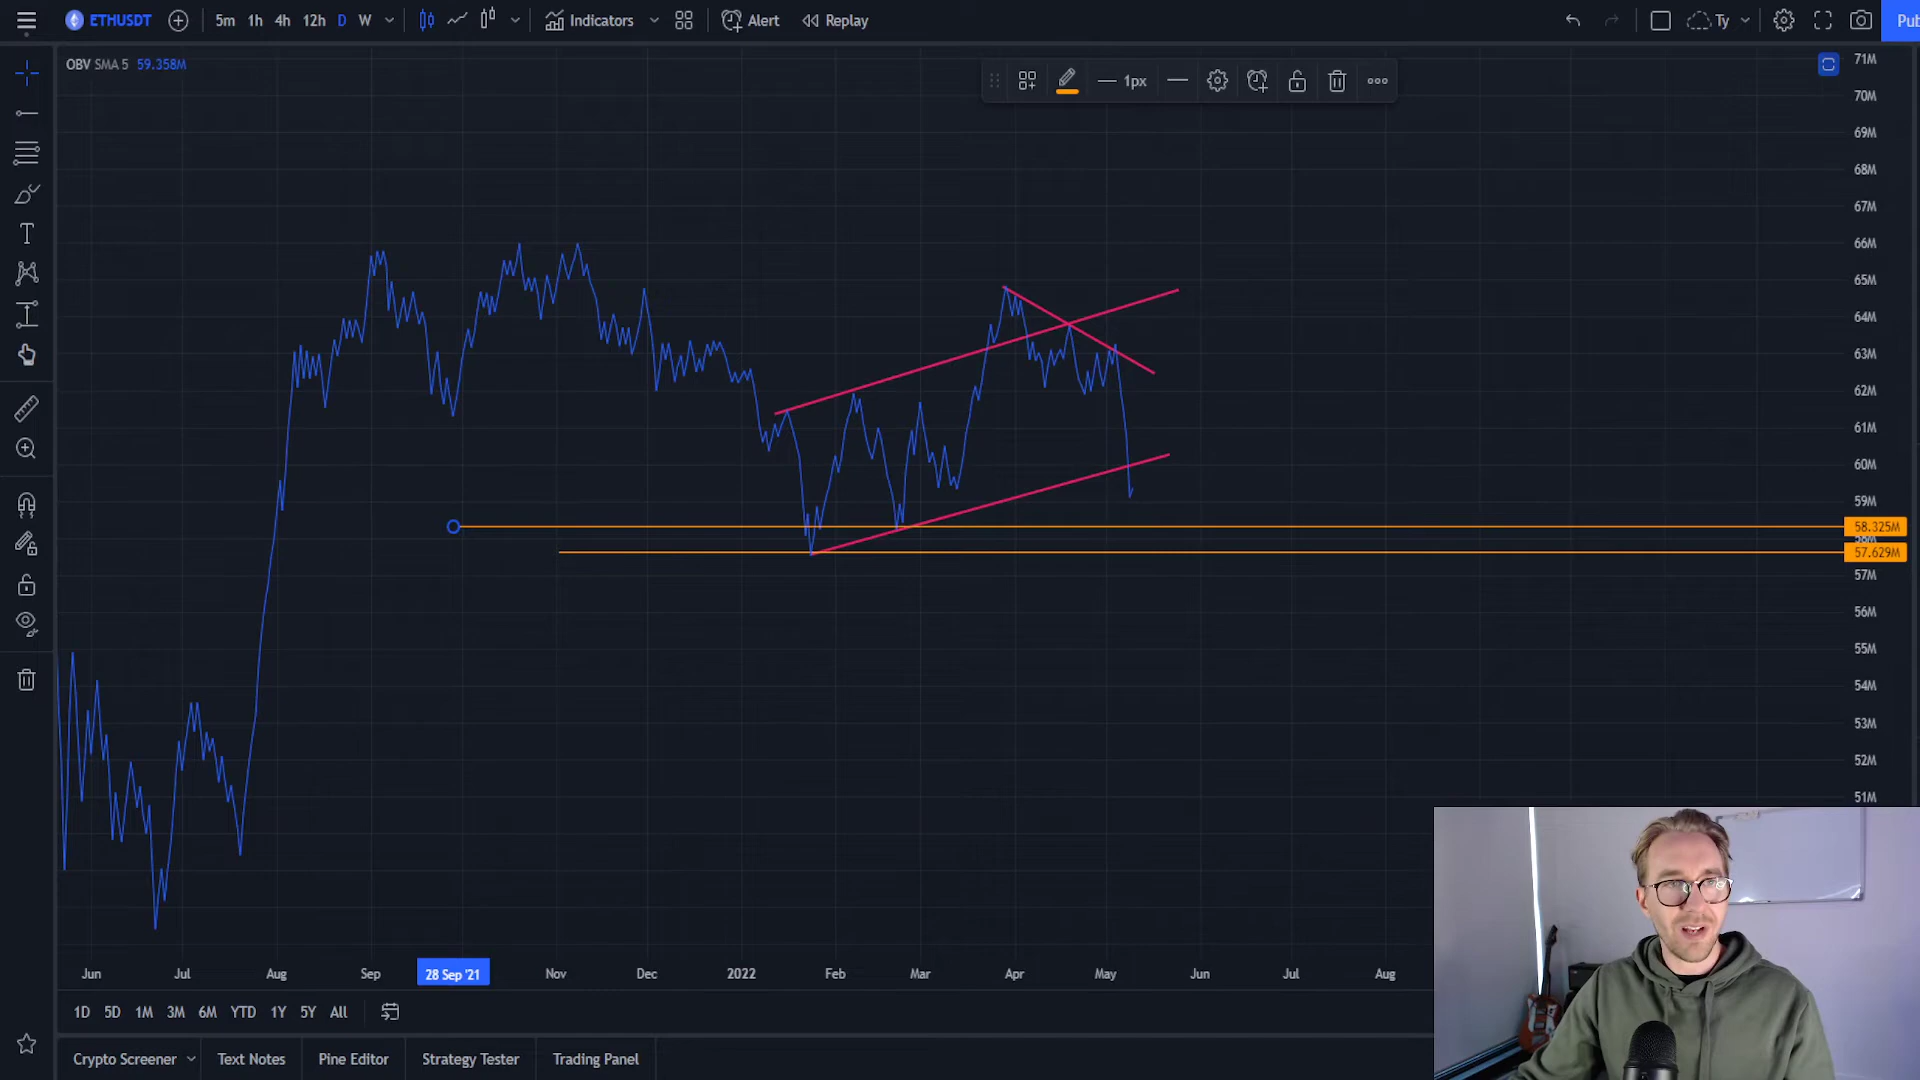 ETHUSDT 5m 1h 4h 12h D W Indicators Alert Replay Ty Pub
OBV SMA 5 59.358M
1px
71M
70M
69M
68M
67M
66M
65M
64M
63M
62M
61M
60M
59M
58.325M
57.629M
57M
56M
55M
54M
53M
52M
51M
Jun Jul Aug Sep 28 Sep '21 Nov Dec 2022 Feb Mar Apr May Jun Jul Aug
1D 5D 1M 3M 6M YTD 1Y 5Y All
Crypto Screener Text Notes Pine Editor Strategy Tester Trading Panel